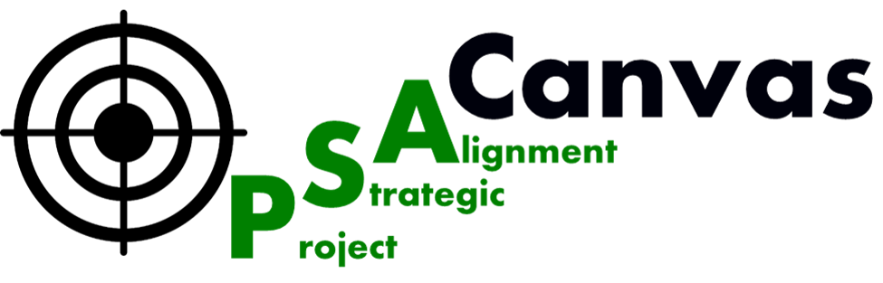 Canvas
Alignment
Strategic
Project